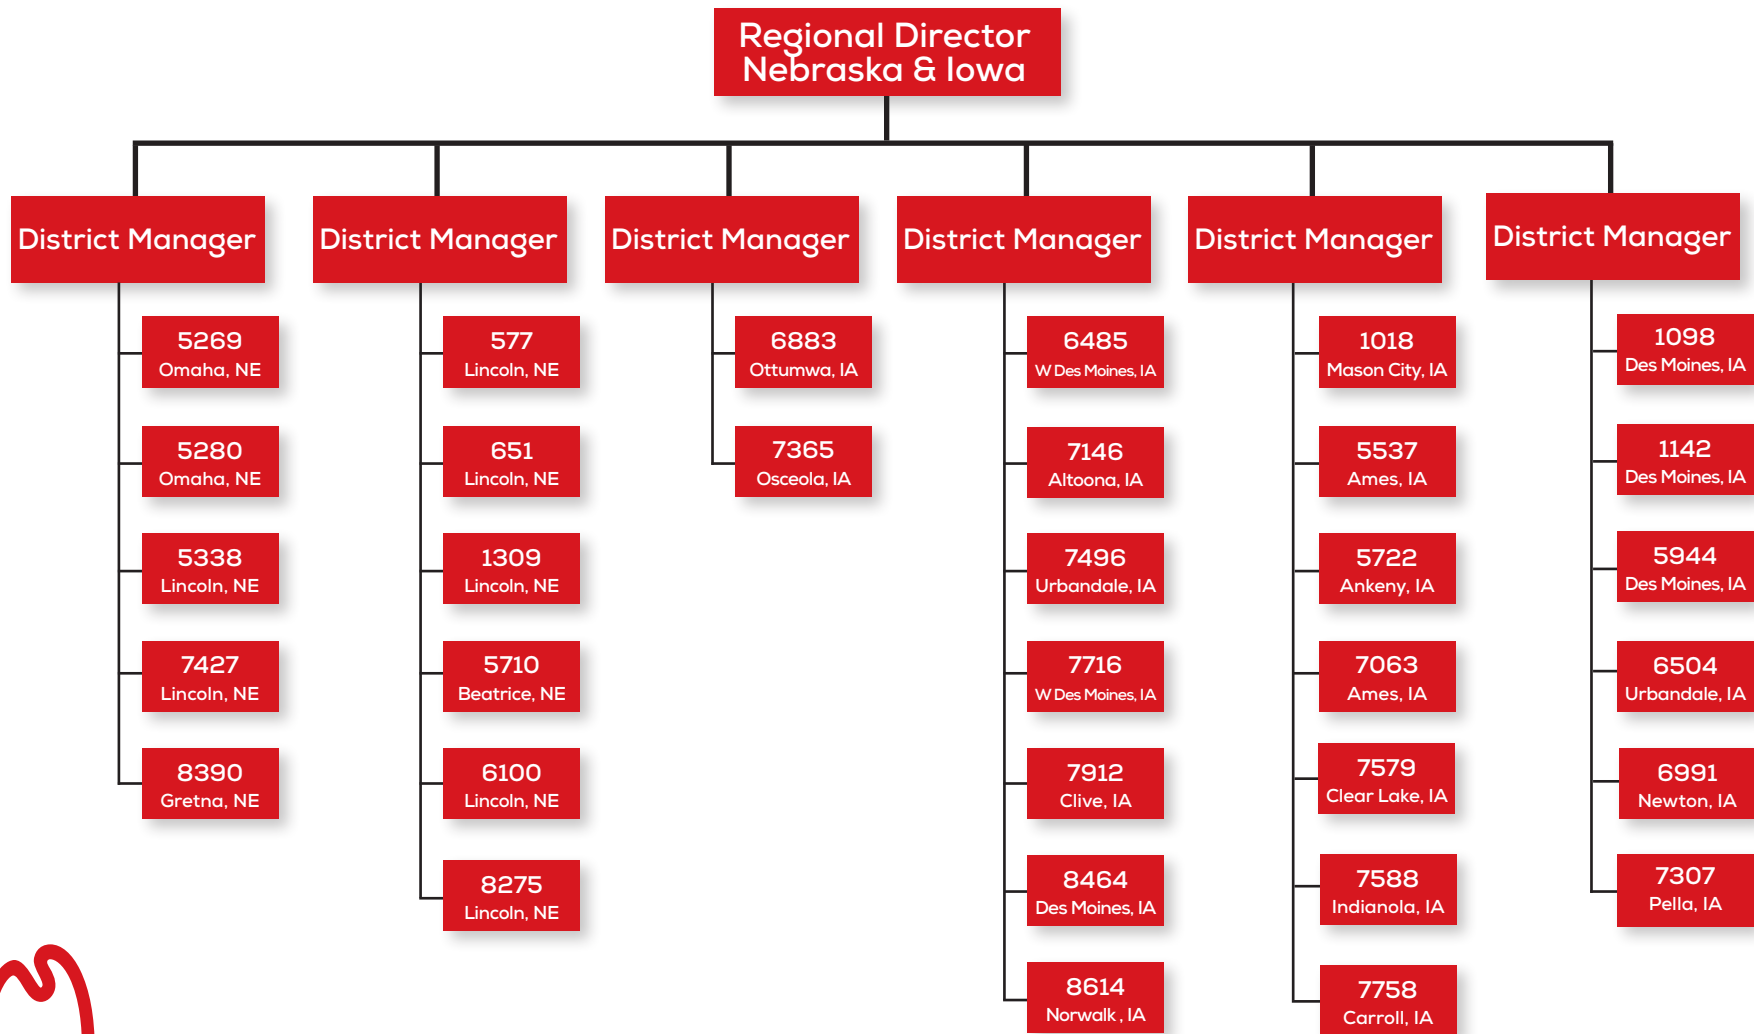 Regional Director
Nebraska & Iowa
District Manager
5269
Omaha, NE
5280
Omaha, NE
5338
Lincoln, NE
7427
Lincoln, NE
8390
Gretna, NE
District Manager
577
Lincoln, NE
651
Lincoln, NE
1309
Lincoln, NE
5710
Beatrice, NE
6100
Lincoln, NE
8275
Lincoln, NE
District Manager
6883
Ottumwa, IA
7365
Osceola, IA
District Manager
6485
W Des Moines, IA
7146
Altoona, IA
7496
Urbandale, IA
7716
W Des Moines, IA
7912
Clive, IA
8464
Des Moines, IA
8614
Norwalk , IA
District Manager
1018
Mason City, IA
5537
Ames, IA
5722
Ankeny, IA
7063
Ames, IA
7579
Clear Lake, IA
7588
Indianola, IA
7758
Carroll, IA
District Manager
1098
Des Moines, IA
1142
Des Moines, IA
5944
Des Moines, IA
6504
Urbandale, IA
6991
Newton, IA
7307
Pella, IA